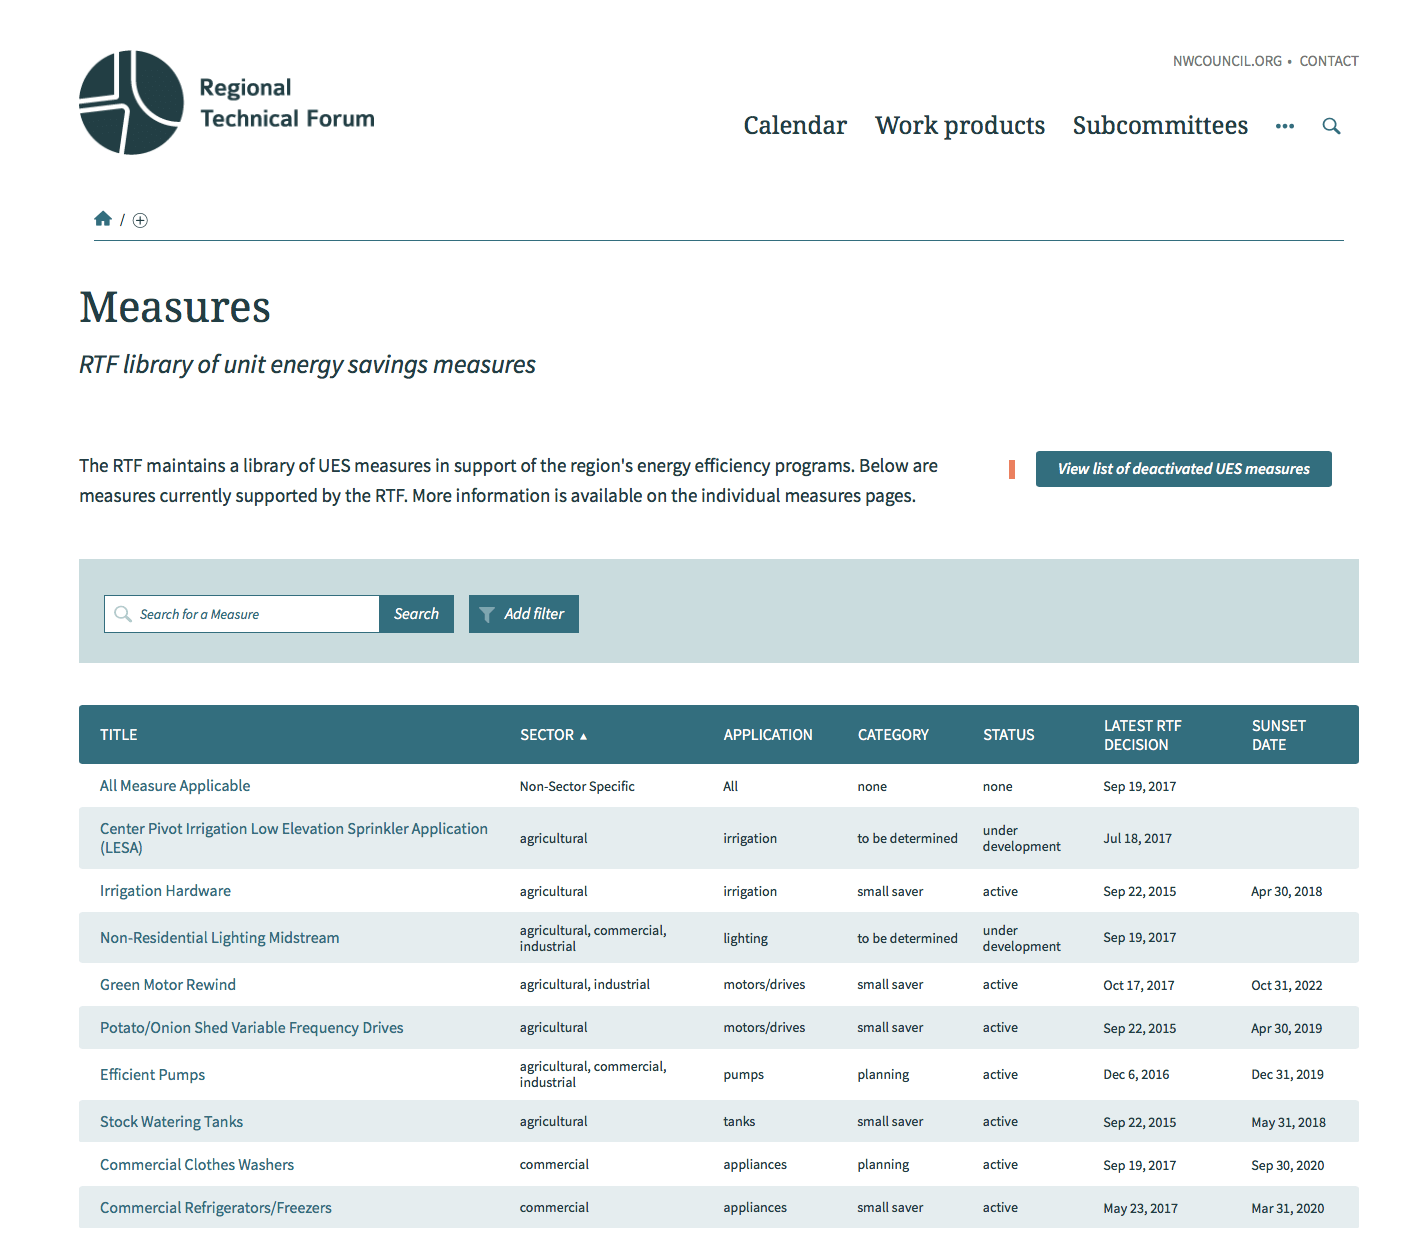 NWCOUNCIL.ORG • CONTACT
Regional
Technical Forum
Calendar Work products Subcommittees •••
/
Measures
RTF library of unit energy savings measures
The RTF maintains a library of UES measures in support of the region's energy efficiency programs. Below are
measures currently supported by the RTF. More information is available on the individual measures pages.
View list of deactivated UES measures
Search for a Measure Search Add filter
TITLE SECTOR ▲ APPLICATION CATEGORY STATUS LATEST RTF DECISION SUNSET DATE
All Measure Applicable Non-Sector Specific All none none Sep 19, 2017
Center Pivot Irrigation Low Elevation Sprinkler Application (LESA) agricultural irrigation to be determined under development Jul 18, 2017
Irrigation Hardware agricultural irrigation small saver active Sep 22, 2015 Apr 30, 2018
Non-Residential Lighting Midstream agricultural, commercial, industrial lighting to be determined under development Sep 19, 2017
Green Motor Rewind agricultural, industrial motors/drives small saver active Oct 17, 2017 Oct 31, 2022
Potato/Onion Shed Variable Frequency Drives agricultural motors/drives small saver active Sep 22, 2015 Apr 30, 2019
Efficient Pumps agricultural, commercial, industrial pumps planning active Dec 6, 2016 Dec 31, 2019
Stock Watering Tanks agricultural tanks small saver active Sep 22, 2015 May 31, 2018
Commercial Clothes Washers commercial appliances planning active Sep 19, 2017 Sep 30, 2020
Commercial Refrigerators/Freezers commercial appliances small saver active May 23, 2017 Mar 31, 2020